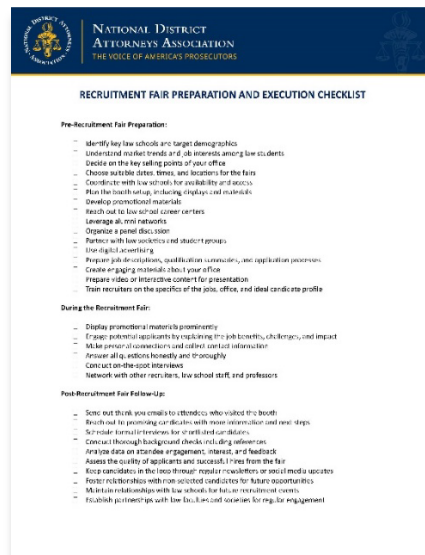 NATIONAL DISTRICT
ATTORNEYS ASSOCIATION
THE VOICE OF AMERICA'S PROSECUTORS
RECRUITMENT FAIR PREPARATION AND EXECUTION CHECKLIST
Pre-Recruitment Fair Preparation:
Identify key law schools and target demographics
Understand market trends and job interests among law students
Decide on the key selling points of your office
Choose suitable dates, times, and locations for the fairs
Coordinate with law schools for availability and access
Plan the booth setup, including displays and materials
Develop promotional materials
Reach out to law school career centers
Leverage alumni networks
Organize a panel discussion
Partner with law societies and student groups
Use digital advertising
Prepare job descriptions, qualification summaries, and application processes
Create engaging materials about your office
Prepare video or interactive content for presentation
Train recruiters on the specifics of the jobs, office, and ideal candidate profile
During the Recruitment Fair:
Display promotional materials prominently
Engage potential applicants by explaining the job benefits, challenges, and impact
Make personal connections and collect contact information
Answer all questions honestly and thoroughly
Conduct on-the-spot interviews
Network with other recruiters, law school staff, and professors
Post-Recruitment Fair Follow-Up:
Send out thank you emails to attendees who visited the booth
Reach out to promising candidates with more information and next steps
Schedule formal interviews for shortlisted candidates
Conduct thorough background checks including references
Analyze data on attendee engagement, interest, and feedback
Assess the quality of applicants and successful hires from the fair
Keep candidates in the loop through regular newsletters or social media updates
Foster relationships with non-selected candidates for future opportunities
Maintain relationships with law schools for future recruitment events
Establish partnerships with law faculties and societies for regular engagement